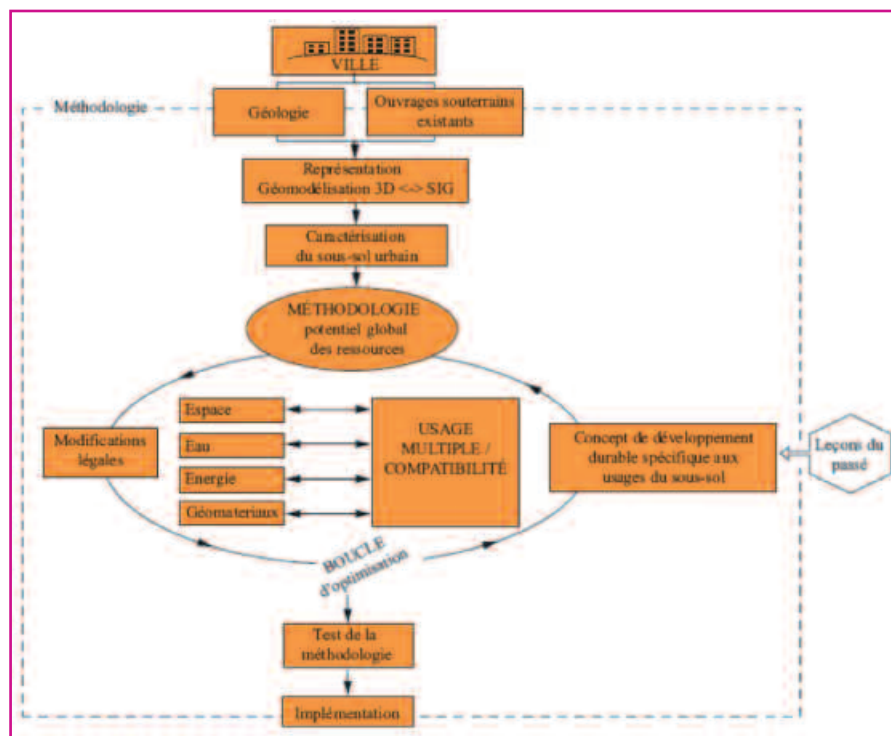 VILLE
Méthodologie
Géologie
Ouvrages souterrains
existants
Représentation
Géomodélisation 3D <-> SIG
Caractérisation
du sous-sol urbain
MÉTHODOLOGIE
potentiel global
des ressources
Espace
Eau
Energie
Géomateriaux
USAGE
MULTIPLE /
COMPATIBILITÉ
Modifications
légales
Concept de développement
durable spécifique aux
usages du sous-sol
Leçons du
passé
BOUCLE
d'optimisation
Test de la
méthodologie
Implémentation